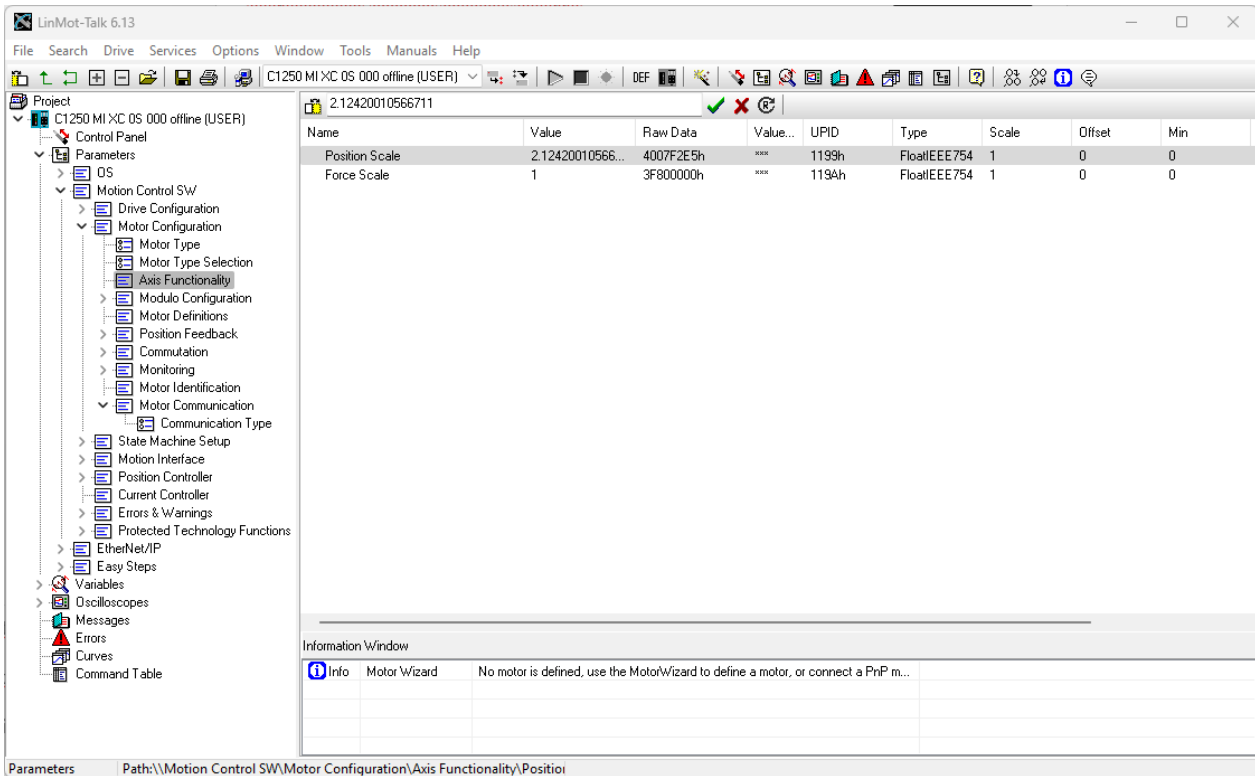 LinMot-Talk 6.13
File Search Drive Services Options Window Tools Manuals Help
C1250 MI XC 0S 000 offline (USER) DEF
Project
C1250 MI XC 0S 000 offline (USER)
Control Panel
Parameters
OS
Motion Control SW
Drive Configuration
Motor Configuration
Motor Type
Motor Type Selection
Axis Functionality
Modulo Configuration
Motor Definitions
Position Feedback
Commutation
Monitoring
Motor Identification
Motor Communication
Communication Type
State Machine Setup
Motion Interface
Position Controller
Current Controller
Errors & Warnings
Protected Technology Functions
EtherNet/IP
Easy Steps
Variables
Oscilloscopes
Messages
Errors
Curves
Command Table
2.12420010566711
Name Value Raw Data Value... UPID Type Scale Offset Min
Position Scale 2.12420010566... 4007F2E5h *** 1199h FloatIEEE754 1 0 0
Force Scale 1 3F800000h *** 119Ah FloatIEEE754 1 0 0
Information Window
Info Motor Wizard No motor is defined, use the MotorWizard to define a motor, or connect a PnP m...
Parameters Path:\\Motion Control SW\Motor Configuration\Axis Functionality\Positio